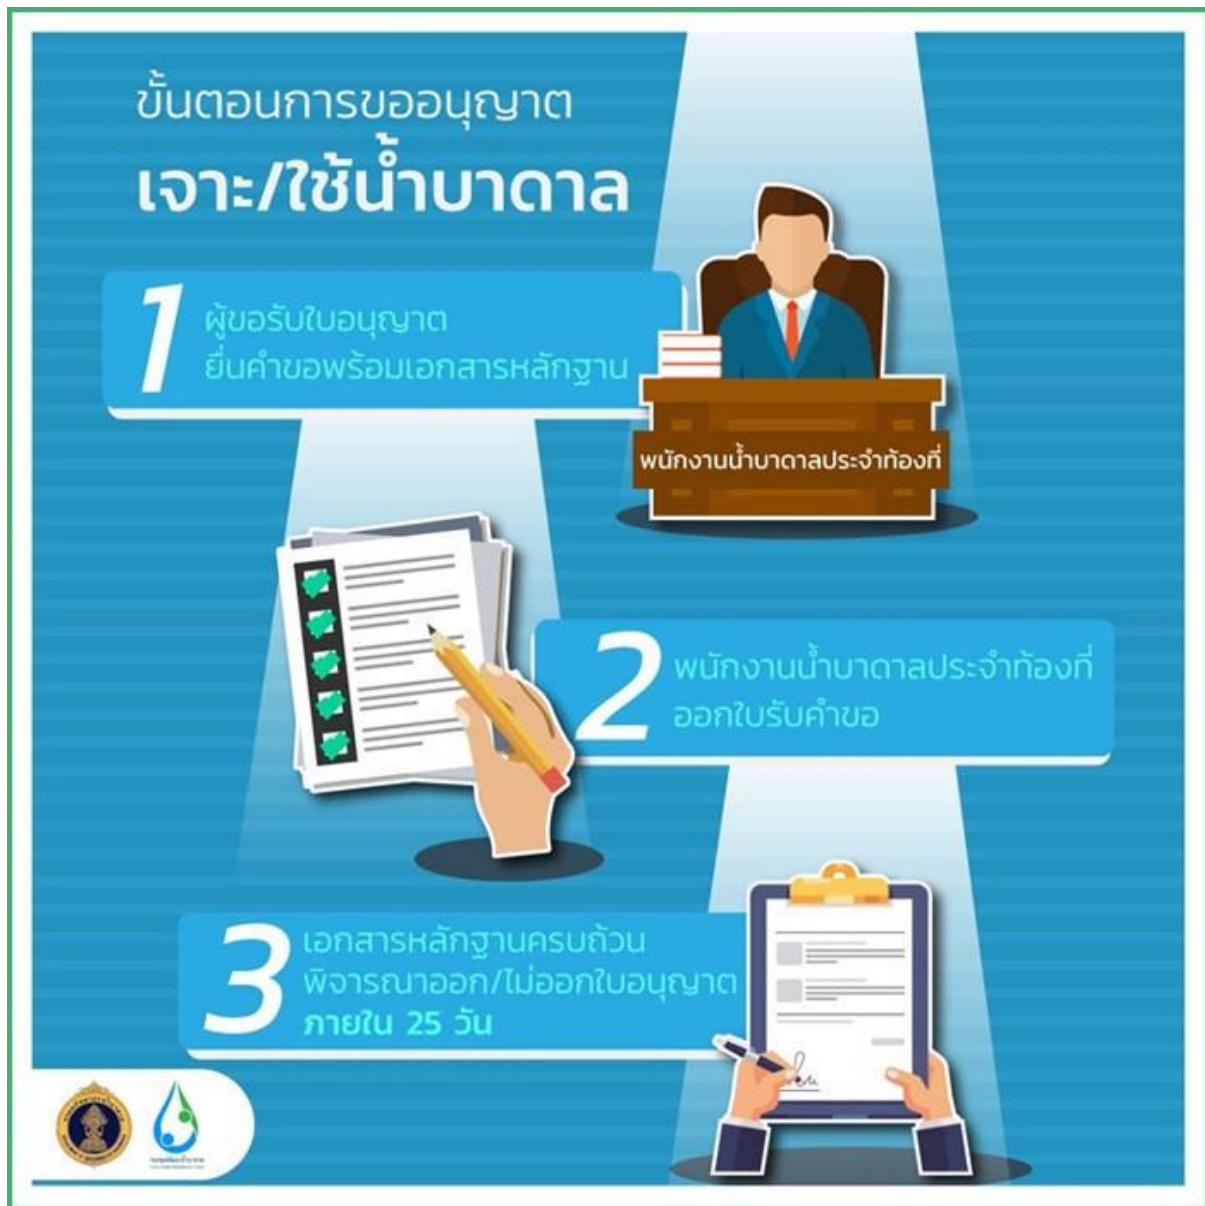 ขั้นตอนการขออนุญาต
เจาะ/ใช้น้ำบาดาล
1
ผู้ขอรับใบอนุญาต
ยื่นคำขอพร้อมเอกสารหลักฐาน
พนักงานน้ำบาดาลประจำท้องที่
2
พนักงานน้ำบาดาลประจำท้องที่
ออกใบรับคำขอ
3
เอกสารหลักฐานครบถ้วน
พิจารณาออก/ไม่ออกใบอนุญาต
ภายใน 25 วัน